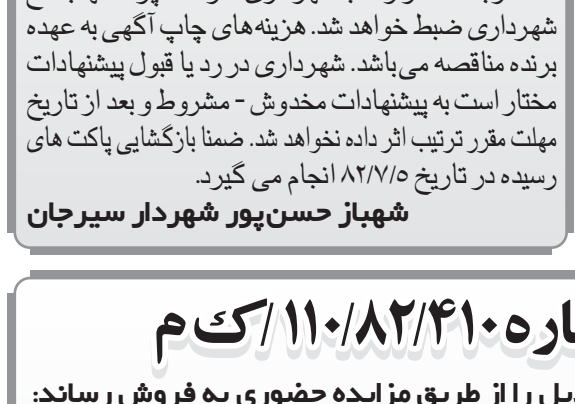 شهرداری ضبط خواهد شد. هزینه‌های چاپ آگهی به عهده
برنده مناقصه می‌باشد. شهرداری در رد یا قبول پیشنهادات
مختار است به پیشنهادات مخدوش - مشروط و بعد از تاریخ
مهلت مقرر ترتیب اثر داده نخواهد شد. ضمنا بازگشایی پاکت های
رسیده در تاریخ ۸۲/۷/۵ انجام می گیرد.
شهباز حسن‌پور شهردار سیرجان
اره ۱۱۰/۸۲/۴۱۰/ک م
یل را از طریق مزایده حضوری به فروش رساند: